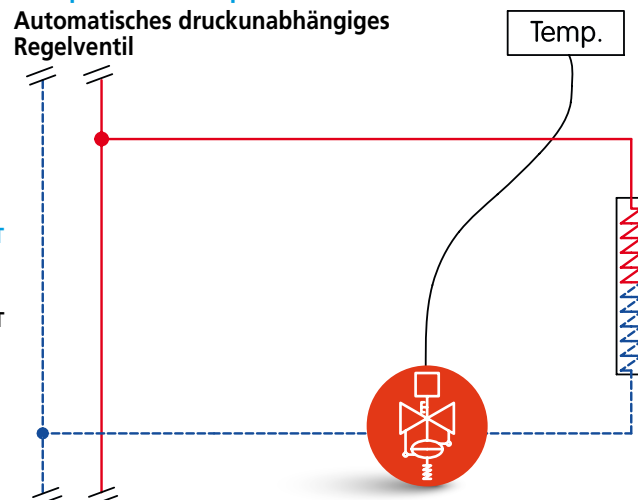 Automatisches druckunabhängiges
Regelventil
Temp.
T
T